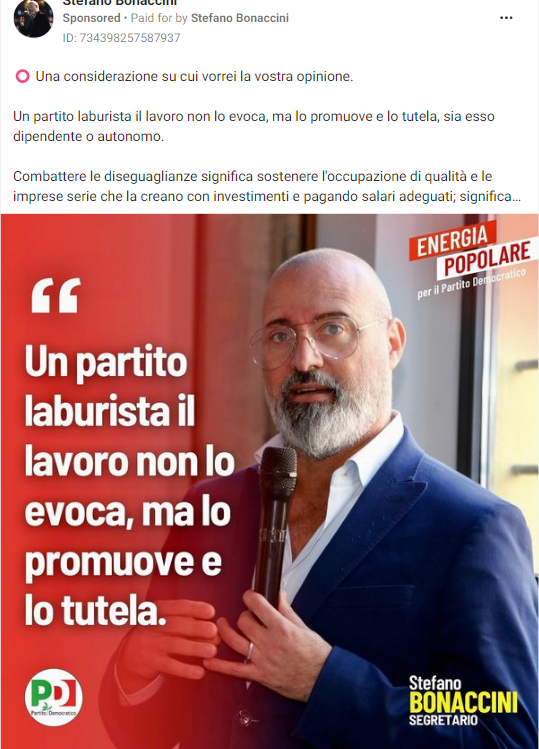 Stefano Bonaccini
Sponsored • Paid for by Stefano Bonaccini
ID: 734398257587937
Una considerazione su cui vorrei la vostra opinione.
Un partito laburista il lavoro non lo evoca, ma lo promuove e lo tutela, sia esso
dipendente o autonomo.
Combattere le diseguaglianze significa sostenere l'occupazione di qualità e le
imprese serie che la creano con investimenti e pagando salari adeguati; significa...
ENERGIA
POPOLARE
per il Partito Democratico
“
Un partito
laburista il
lavoro non lo
evoca, ma lo
promuove e
lo tutela.
PD
Partito Democratico
Stefano
BONACCINI
SEGRETARIO